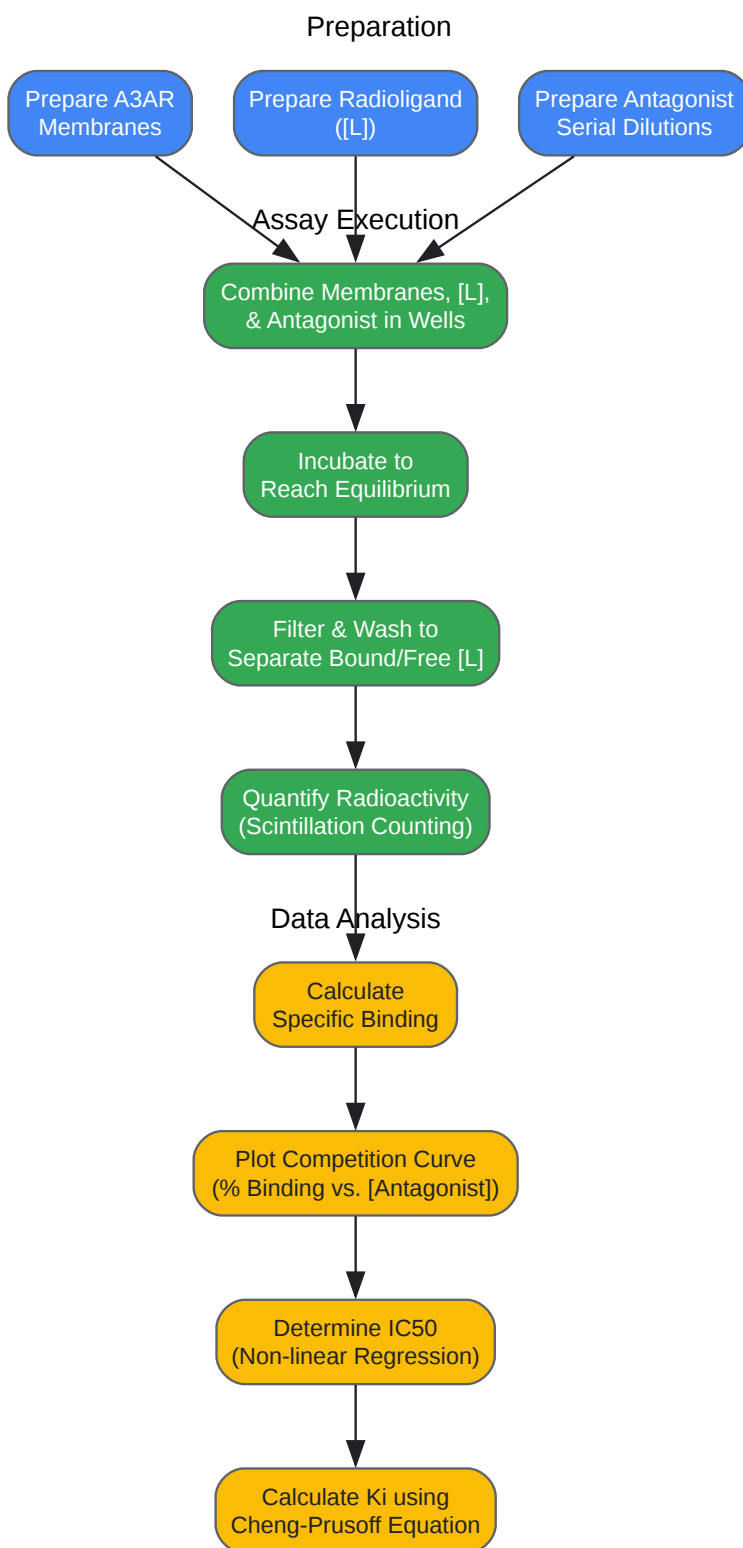 Preparation
Prepare A3AR
Membranes
Prepare Radioligand
([L])
Prepare Antagonist
Serial Dilutions
Assay Execution
Combine Membranes, [L],
& Antagonist in Wells
Incubate to
Reach Equilibrium
Filter & Wash to
Separate Bound/Free [L]
Quantify Radioactivity
(Scintillation Counting)
Data Analysis
Calculate
Specific Binding
Plot Competition Curve
(% Binding vs. [Antagonist])
Determine IC50
(Non-linear Regression)
Calculate Ki using
Cheng-Prusoff Equation